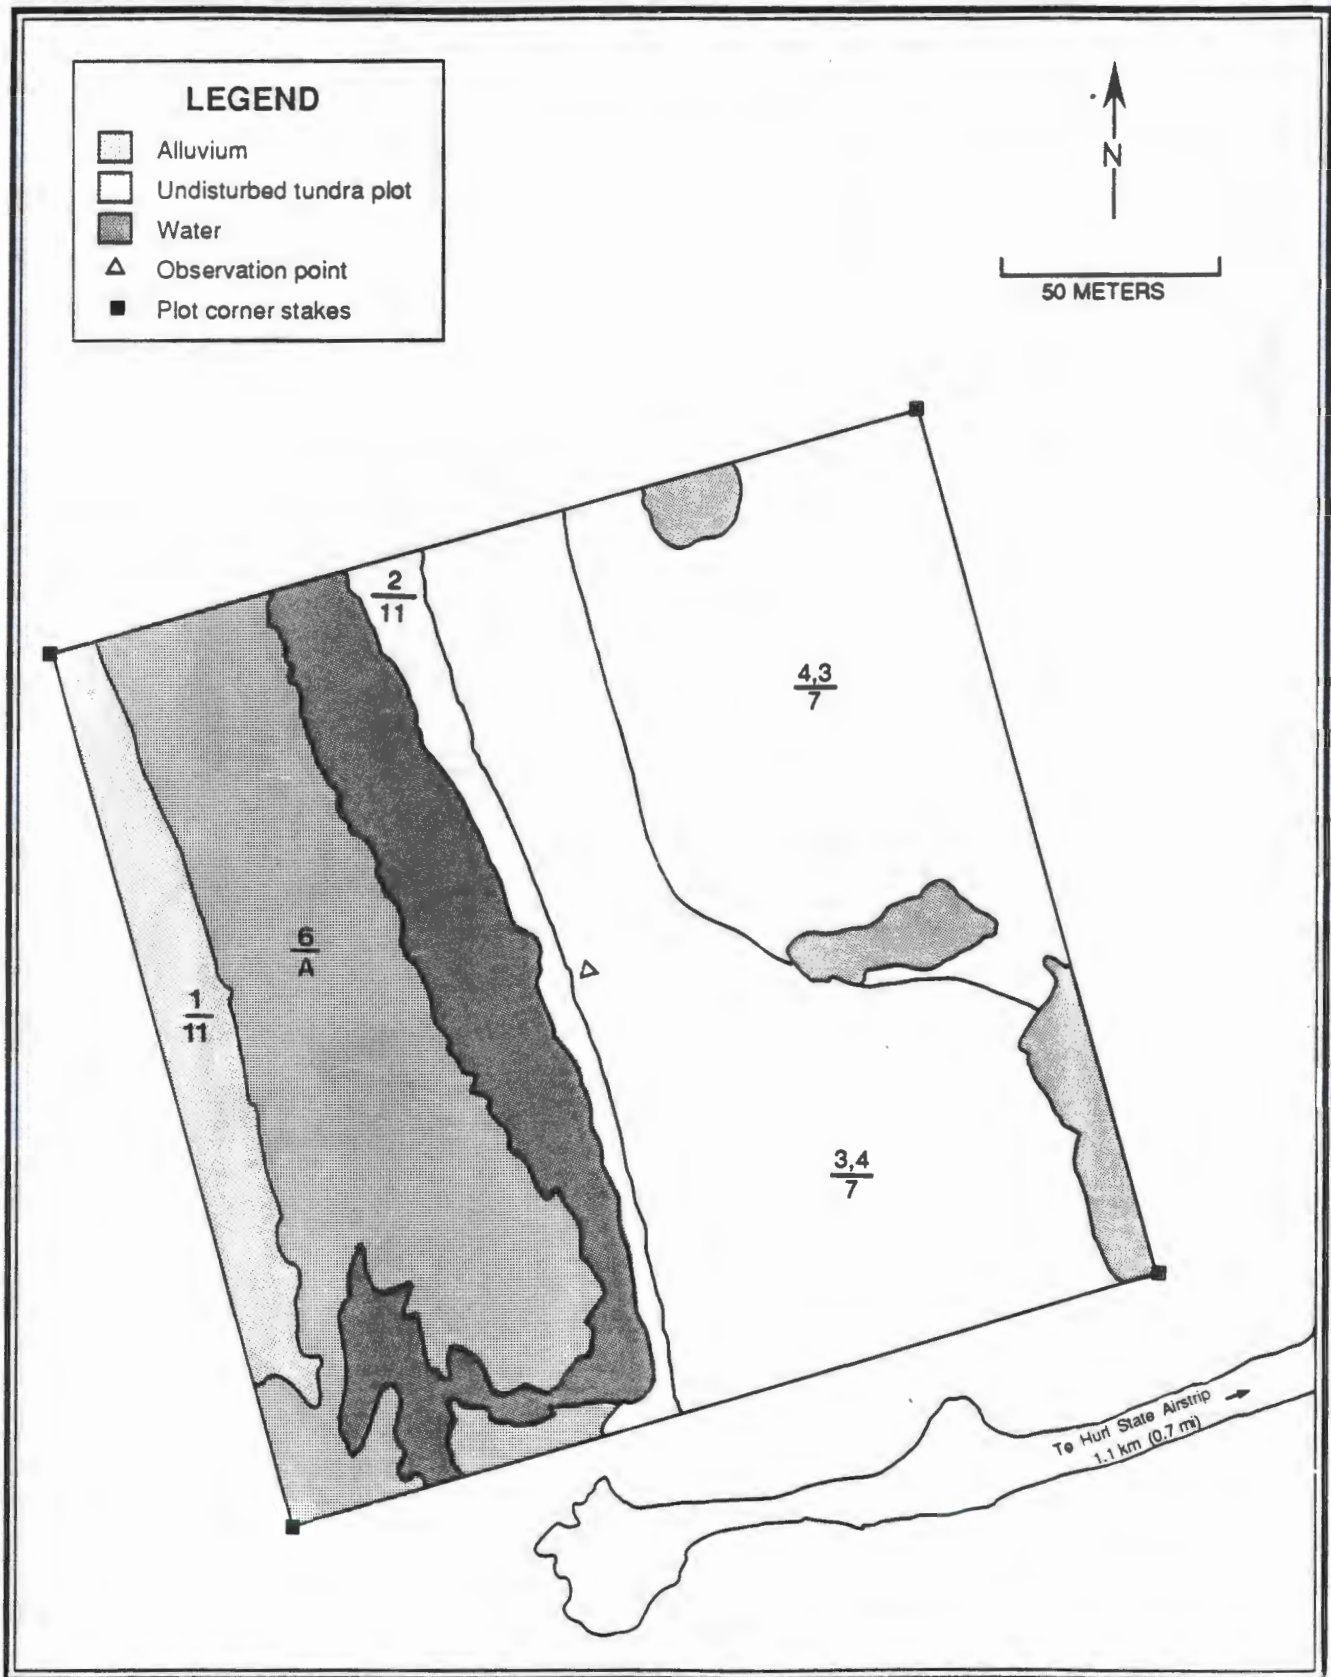 LEGEND
Alluvium
Undisturbed tundra plot
Water
Observation point
Plot corner stakes
N
50 METERS
2
11
4,3
7
6
A
1
11
3,4
7
To Hurl State Airstrip
1.1 km (0.7 mi)